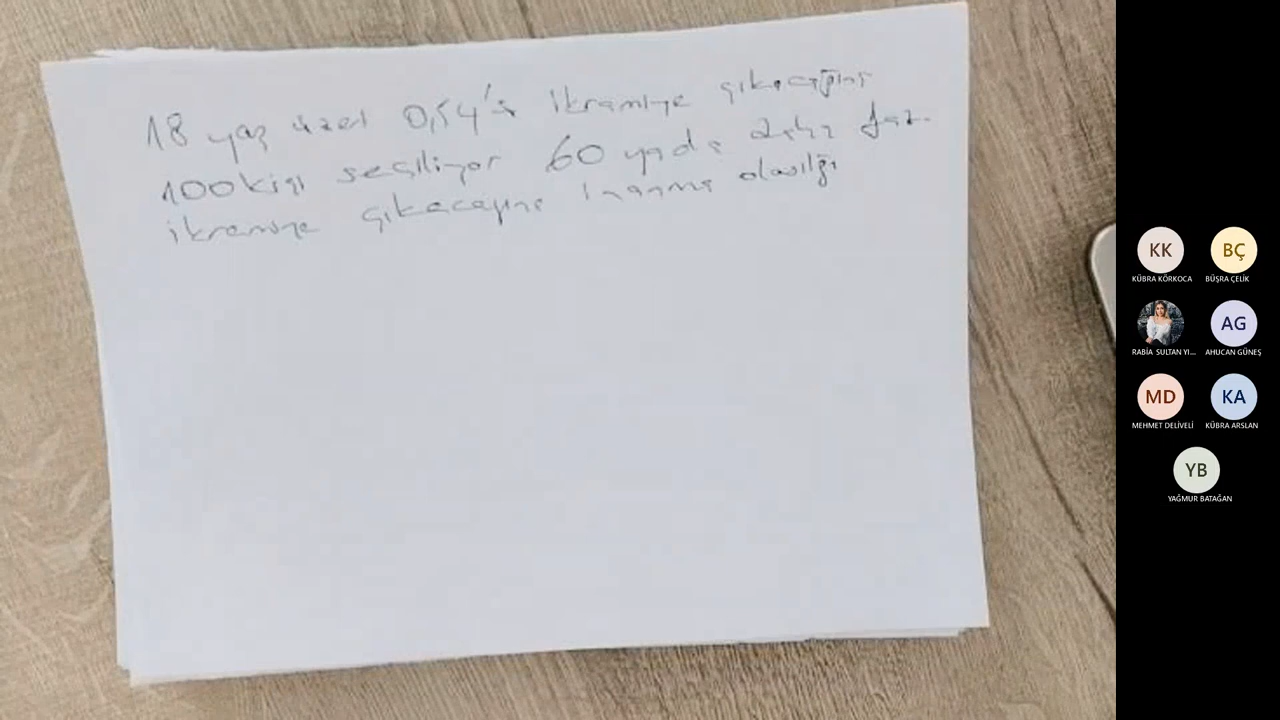 18 yaş üzeri 0,54'ü ikramiye çıkacağına
100 kişi seçiliyor 60 yada daha faz.
ikramiye çıkacağına inanma olasılığı
KK
KÜBRA KÖRKOCA
BÇ
BÜŞRA ÇELİK
RABİA SULTAN YI...
AG
AHUCAN GÜNEŞ
MD
MEHMET DELİVELİ
KA
KÜBRA ARSLAN
YB
YAĞMUR BATAĞAN